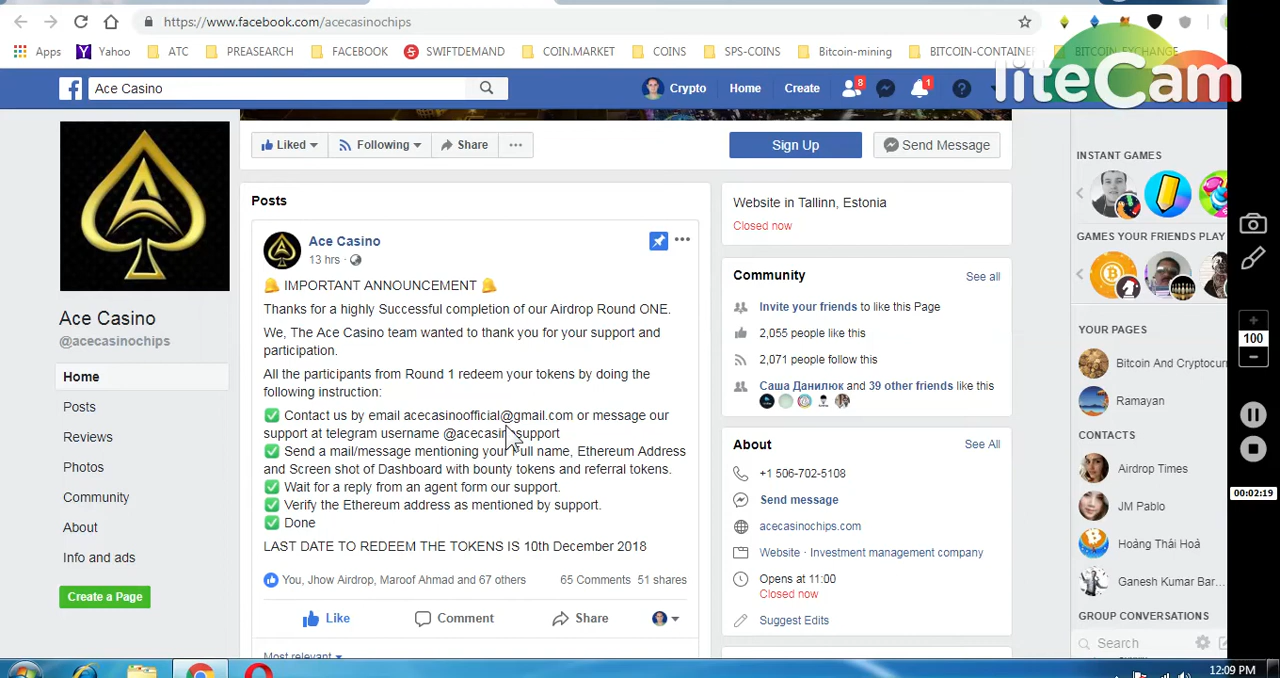 https://www.facebook.com/acecasinochips
Apps Yahoo ATC PREASEARCH FACEBOOK SWIFTDEMAND COIN.MARKET COINS SPS-COINS Bitcoin-mining BITCOIN-CONTAINE BITCOIN-EXCHANGE
liteCam
Ace Casino
Crypto Home Create 8 1
Liked Following Share ...
Sign Up Send Message
Ace Casino
@acecasinochips
Home
Posts
Reviews
Photos
Community
About
Info and ads
Create a Page
Posts
Ace Casino
13 hrs ·
IMPORTANT ANNOUNCEMENT
Thanks for a highly Successful completion of our Airdrop Round ONE.
We, The Ace Casino team wanted to thank you for your support and
participation.
All the participants from Round 1 redeem your tokens by doing the
following instruction:
Contact us by email acecasinoofficial@gmail.com or message our
support at telegram username
Send a mail/message mentioning your Full name, Ethereum Address
and Screen shot of Dashboard with bounty tokens and referral tokens.
Wait for a reply from an agent form our support.
Verify the Ethereum address as mentioned by support.
Done
LAST DATE TO REDEEM THE TOKENS IS 10th December 2018
You, Jhow Airdrop, Maroof Ahmad and 67 others 65 Comments 51 shares
Like Comment Share
Most relevant
Website in Tallinn, Estonia
Closed now
Community See all
Invite your friends to like this Page
2,055 people like this
2,071 people follow this
Саша Данилюк and 39 other friends like this
About See All
+1 506-702-5108
Send message
acecasinochips.com
Website · Investment management company
Opens at 11:00
Closed now
Suggest Edits
INSTANT GAMES
GAMES YOUR FRIENDS PLAY
YOUR PAGES
Bitcoin And Cryptocurr
Ramayan
CONTACTS
Airdrop Times
JM Pablo
Hoàng Thái Hoà
Ganesh Kumar Bar...
GROUP CONVERSATIONS
Search
100
00:02:19
12:09 PM